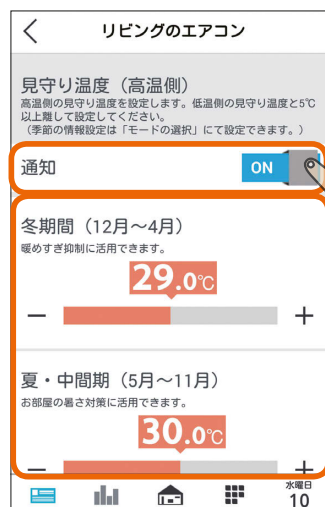 リビングのエアコン
見守り温度（高温側）
高温側の見守り温度を設定します。低温側の見守り温度と5℃
以上離して設定してください。
（季節の情報設定は「モードの選択」にて設定できます。）
通知
ON
冬期間（12月～4月）
暖めすぎ抑制に活用できます。
29.0℃
－ ＋
夏・中間期（5月～11月）
お部屋の暑さ対策に活用できます。
30.0℃
－ ＋
水曜日
10